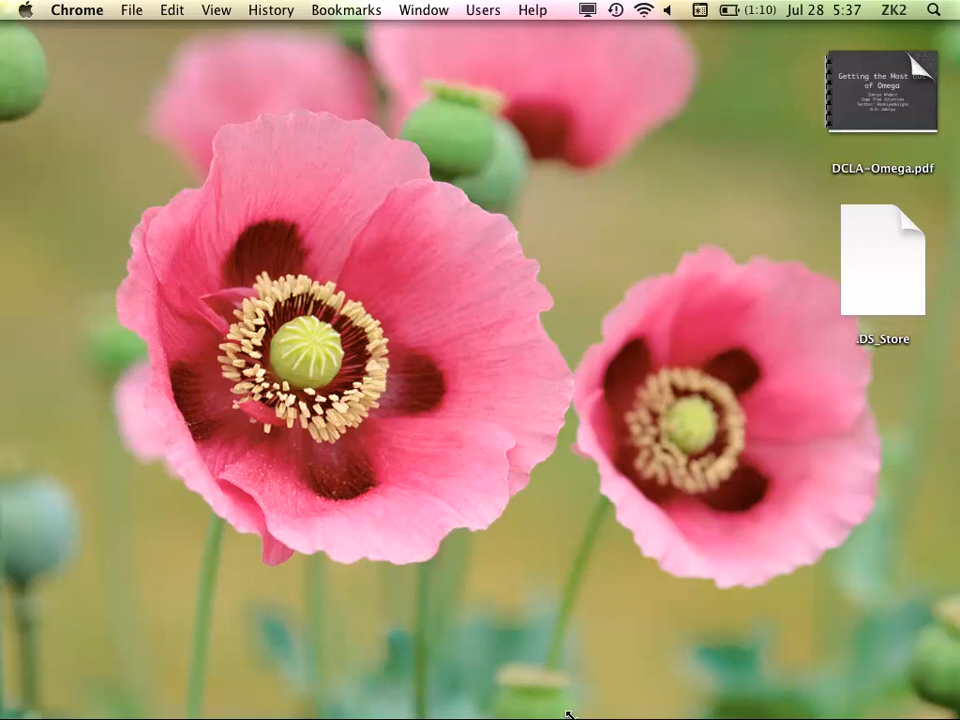 Chrome File Edit View History Bookmarks Window Users Help (1:10) Jul 28 5:37 ZK2
Getting the Most
of Omega
DCLA-Omega.pdf
.DS_Store